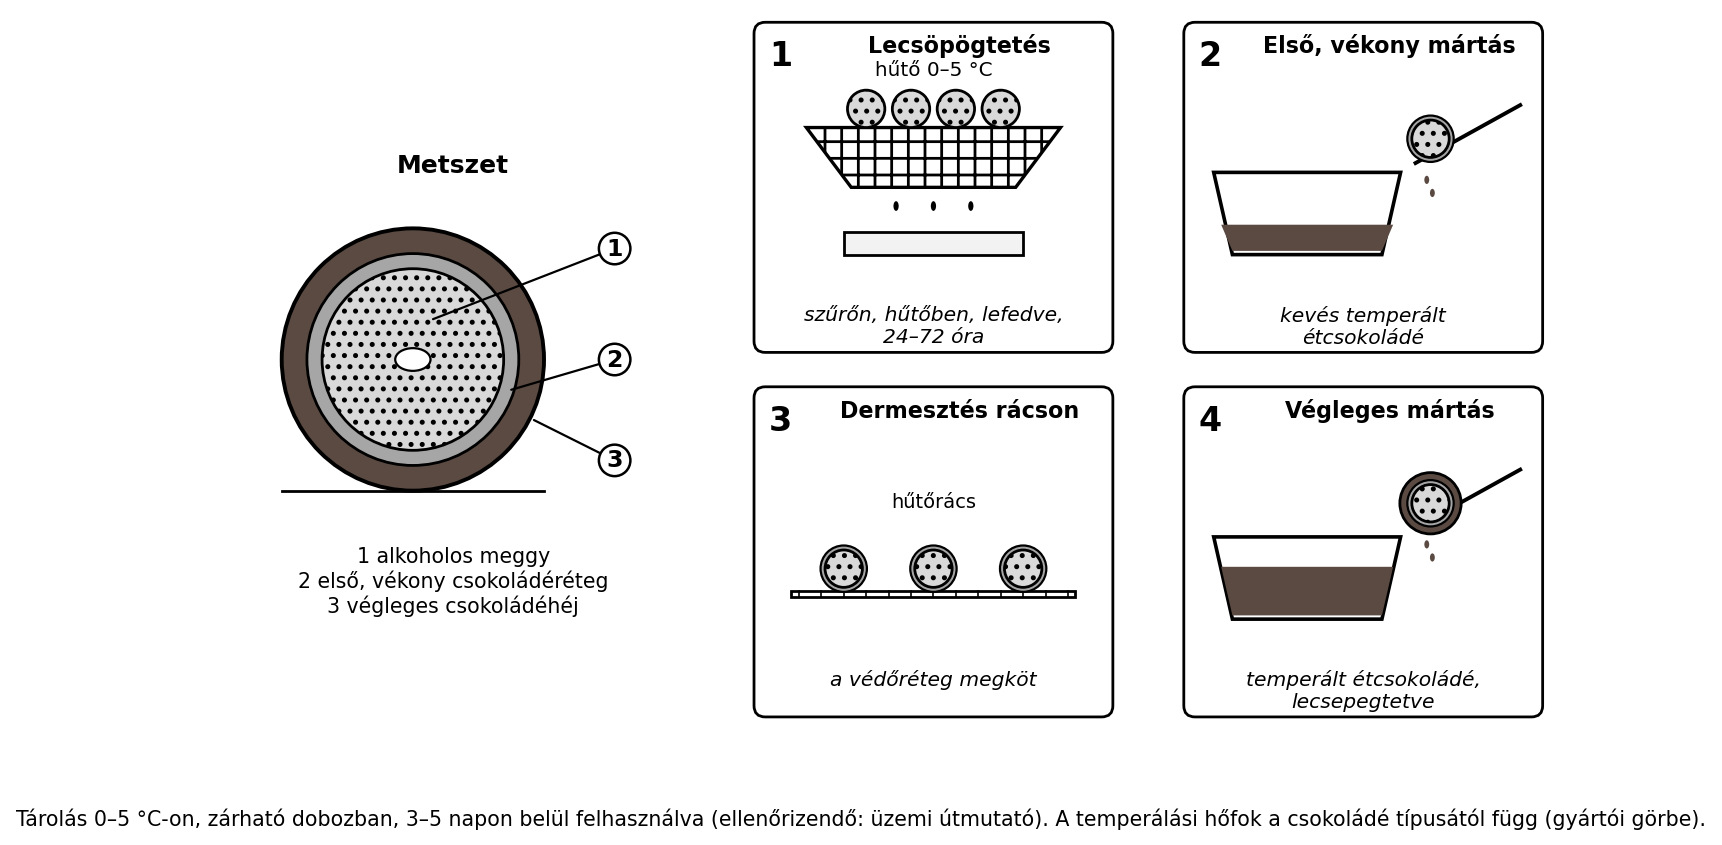 Metszet
1
2
3
1 alkoholos meggy
2 első, vékony csokoládéréteg
3 végleges csokoládéhéj
1
Lecsöpögtetés
hűtő 0–5 °C
szűrőn, hűtőben, lefedve,
24–72 óra
2
Első, vékony mártás
kevés temperált
étcsokoládé
3
Dermesztés rácson
hűtőrács
a védőréteg megköt
4
Végleges mártás
temperált étcsokoládé,
lecsepegtetve
Tárolás 0–5 °C-on, zárható dobozban, 3–5 napon belül felhasználva (ellenőrizendő: üzemi útmutató). A temperálási hőfok a csokoládé típusától függ (gyártói görbe).